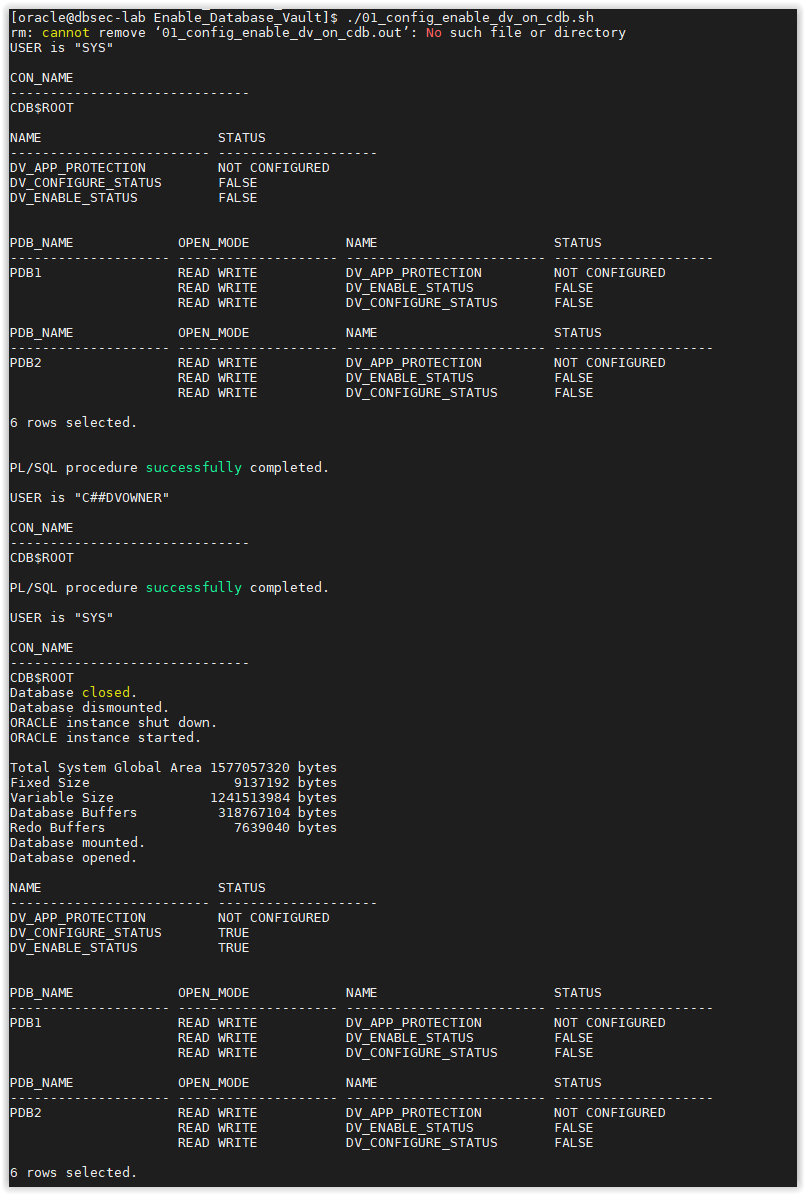 [oracle@dbsec-lab Enable_Database_Vault]$ ./01_config_enable_dv_on_cdb.sh
rm: cannot remove ‘01_config_enable_dv_on_cdb.out’: No such file or directory
USER is "SYS"
CON_NAME
------------------------------
CDB$ROOT
NAME                      STATUS
------------------------- --------------------
DV_APP_PROTECTION         NOT CONFIGURED
DV_CONFIGURE_STATUS       FALSE
DV_ENABLE_STATUS          FALSE
PDB_NAME             OPEN_MODE            NAME                      STATUS
-------------------- -------------------- ------------------------- --------------------
PDB1                 READ WRITE           DV_APP_PROTECTION         NOT CONFIGURED
                     READ WRITE           DV_ENABLE_STATUS          FALSE
                     READ WRITE           DV_CONFIGURE_STATUS       FALSE
PDB_NAME             OPEN_MODE            NAME                      STATUS
-------------------- -------------------- ------------------------- --------------------
PDB2                 READ WRITE           DV_APP_PROTECTION         NOT CONFIGURED
                     READ WRITE           DV_ENABLE_STATUS          FALSE
                     READ WRITE           DV_CONFIGURE_STATUS       FALSE
6 rows selected.
PL/SQL procedure successfully completed.
USER is "C##DVOWNER"
CON_NAME
------------------------------
CDB$ROOT
PL/SQL procedure successfully completed.
USER is "SYS"
CON_NAME
------------------------------
CDB$ROOT
Database closed.
Database dismounted.
ORACLE instance shut down.
ORACLE instance started.
Total System Global Area 1577057320 bytes
Fixed Size                  9137192 bytes
Variable Size            1241513984 bytes
Database Buffers          318767104 bytes
Redo Buffers                7639040 bytes
Database mounted.
Database opened.
NAME                      STATUS
------------------------- --------------------
DV_APP_PROTECTION         NOT CONFIGURED
DV_CONFIGURE_STATUS       TRUE
DV_ENABLE_STATUS          TRUE
PDB_NAME             OPEN_MODE            NAME                      STATUS
-------------------- -------------------- ------------------------- --------------------
PDB1                 READ WRITE           DV_APP_PROTECTION         NOT CONFIGURED
                     READ WRITE           DV_ENABLE_STATUS          FALSE
                     READ WRITE           DV_CONFIGURE_STATUS       FALSE
PDB_NAME             OPEN_MODE            NAME                      STATUS
-------------------- -------------------- ------------------------- --------------------
PDB2                 READ WRITE           DV_APP_PROTECTION         NOT CONFIGURED
                     READ WRITE           DV_ENABLE_STATUS          FALSE
                     READ WRITE           DV_CONFIGURE_STATUS       FALSE
6 rows selected.